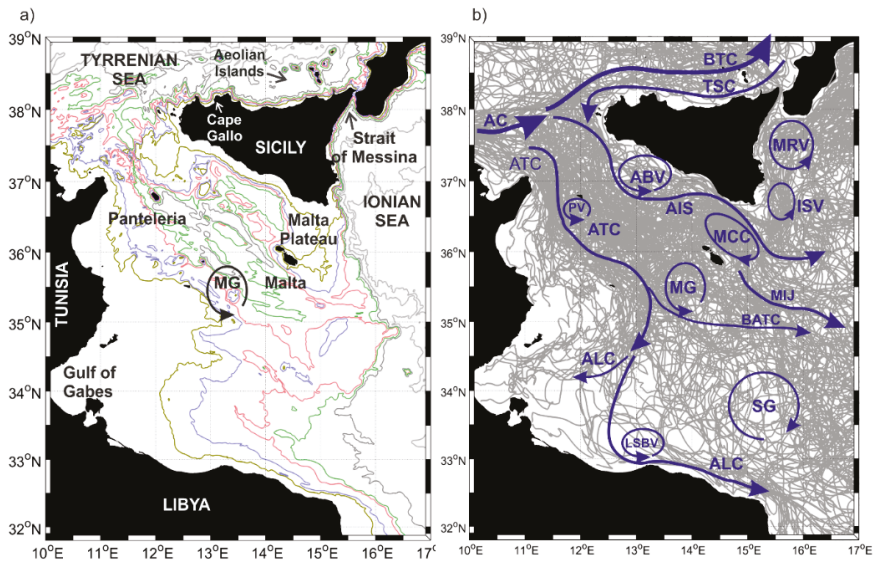 a)
39°N
38°N
37°N
36°N
35°N
34°N
33°N
32°N
10°E
11°E
12°E
13°E
14°E
15°E
16°E
17°
TYRRENIAN
SEA
Aeolian
Islands
Cape
Gallo
SICILY
Strait
of Messina
IONIAN
SEA
Panteleria
Malta
Plateau
MG
Malta
TUNISIA
Gulf of
Gabes
LIBYA
b)
39°N
38°N
37°N
36°N
35°N
34°N
33°N
32°N
10°E
11°E
12°E
13°E
14°E
15°E
16°E
17°E
BTC
TSC
AC
MRV
ATC
ABV
ISV
PV
ATC
AIS
MCC
MG
MIJ
BATC
ALC
SG
LSBV
ALC